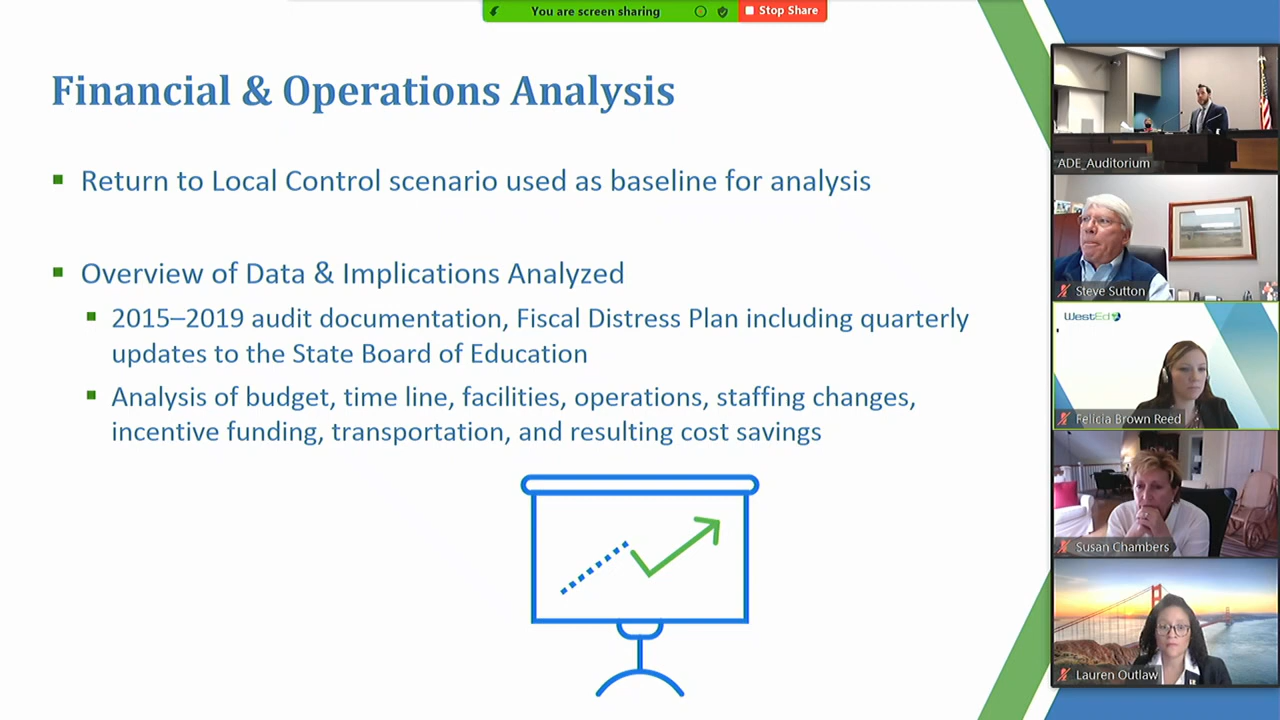 You are screen sharing
Stop Share
Financial & Operations Analysis
Return to Local Control scenario used as baseline for analysis
Overview of Data & Implications Analyzed
2015–2019 audit documentation, Fiscal Distress Plan including quarterly
updates to the State Board of Education
Analysis of budget, time line, facilities, operations, staffing changes,
incentive funding, transportation, and resulting cost savings
ADE_Auditorium
Steve Sutton
WestEd
Felicia Brown Reed
Susan Chambers
Lauren Outlaw